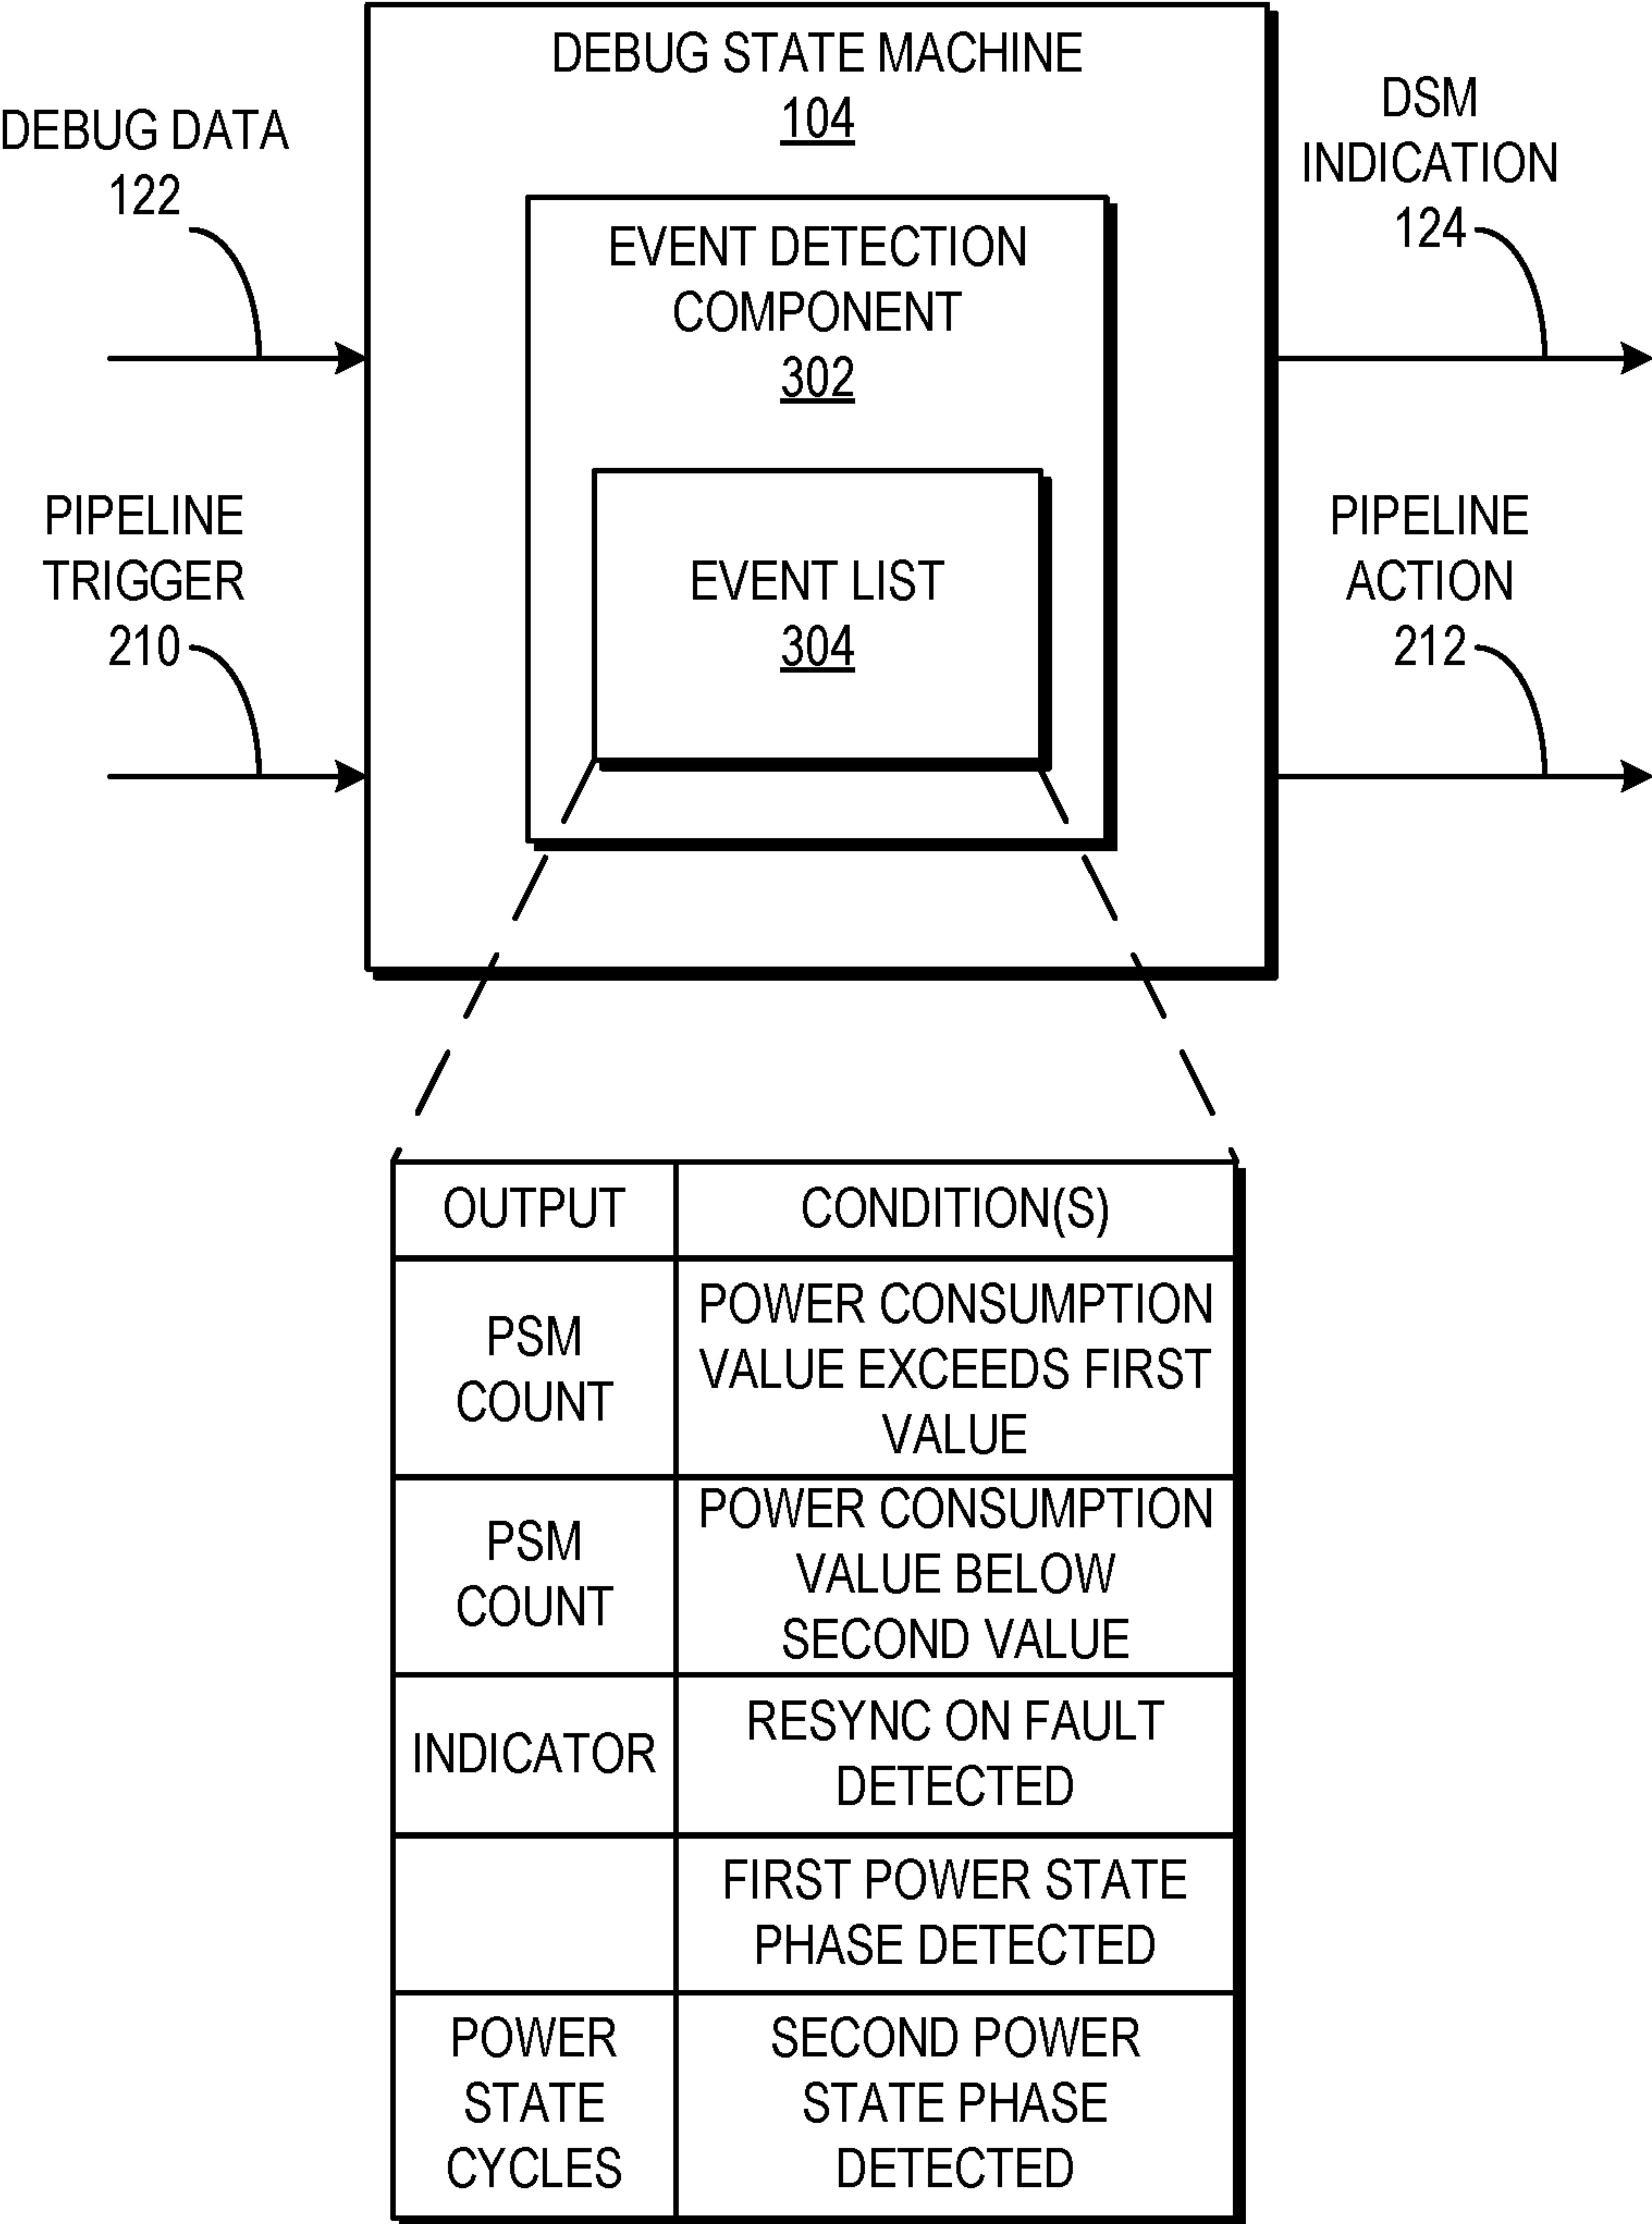 DEBUG STATE MACHINE
104
DEBUG DATA
122
DSM
INDICATION
124
EVENT DETECTION
COMPONENT
302
PIPELINE
TRIGGER
210
EVENT LIST
304
PIPELINE
ACTION
212
OUTPUT
CONDITION(S)
PSM
COUNT
POWER CONSUMPTION
VALUE EXCEEDS FIRST
VALUE
PSM
COUNT
POWER CONSUMPTION
VALUE BELOW
SECOND VALUE
INDICATOR
RESYNC ON FAULT
DETECTED
FIRST POWER STATE
PHASE DETECTED
POWER
STATE
CYCLES
SECOND POWER
STATE PHASE
DETECTED